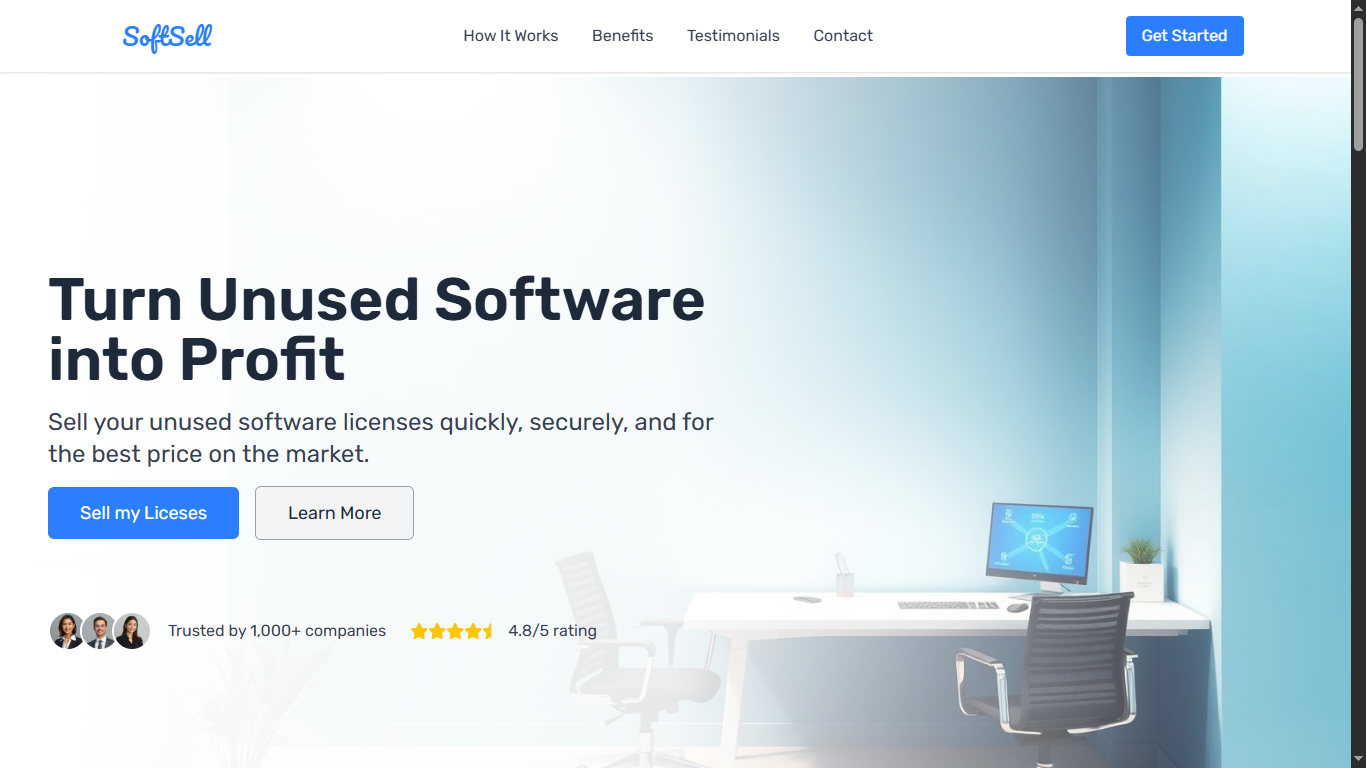 SoftSell
How It Works
Benefits
Testimonials
Contact
Get Started
Turn Unused Software
into Profit
Sell your unused software licenses quickly, securely, and for
the best price on the market.
Sell my Liceses
Learn More
Trusted by 1,000+ companies
4.8/5 rating